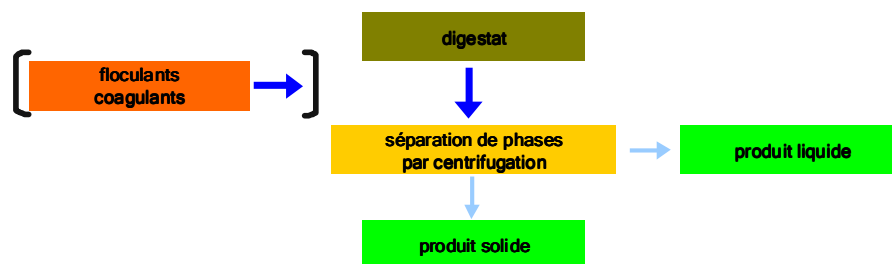 digestat
floculants
coagulants
séparation de phases
par centrifugation
produit liquide
produit solide